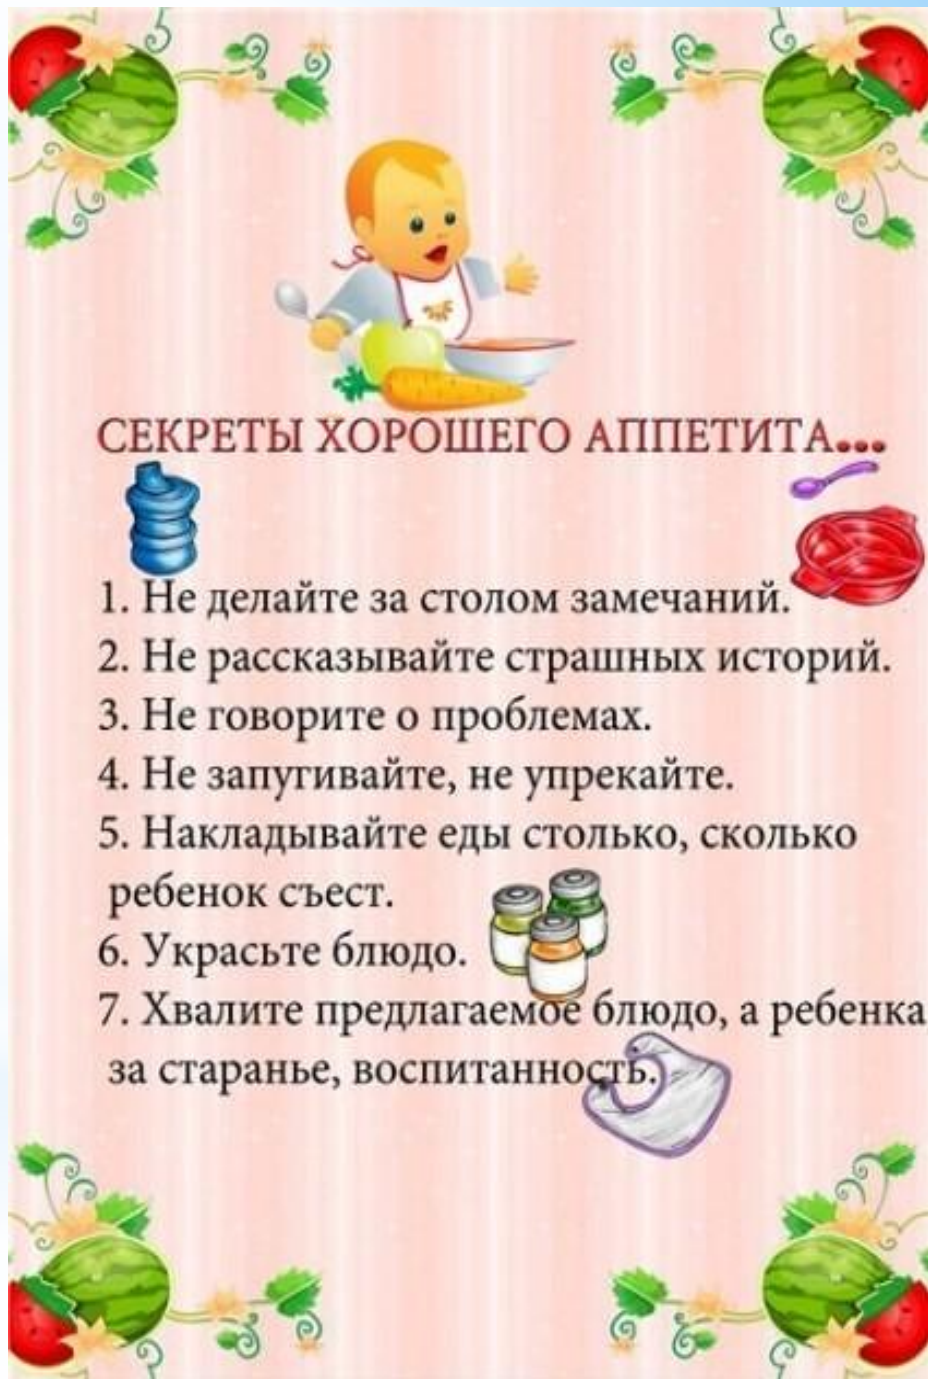 СЕКРЕТЫ ХОРОШЕГО АППЕТИТА...
1. Не делайте за столом замечаний.
2. Не рассказывайте страшных историй.
3. Не говорите о проблемах.
4. Не запугивайте, не упрекайте.
5. Накладывайте еды столько, сколько
ребенок съест.
6. Украсьте блюдо.
7. Хвалите предлагаемое блюдо, а ребенка
за старанье, воспитанность.